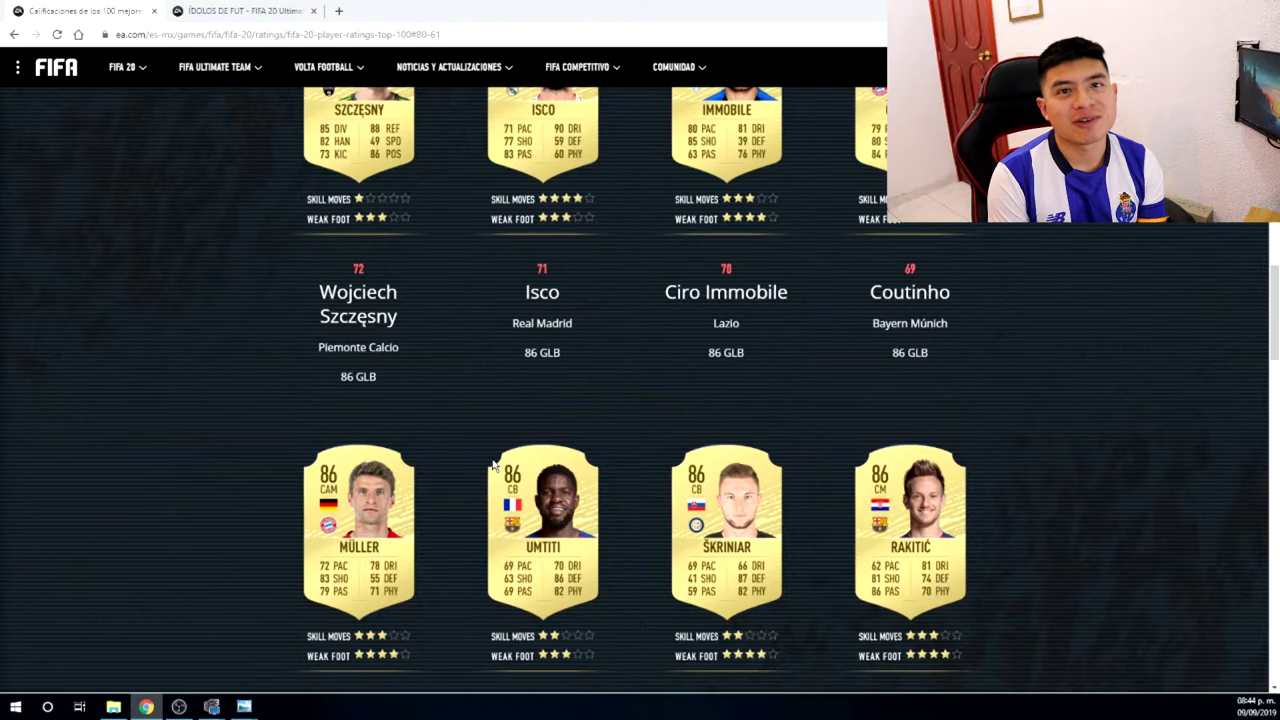 Calificaciones de los 100 mejor
ÍDOLOS DE FUT - FIFA 20 Ultima
ea.com/es-mx/games/fifa/fifa-20/ratings/fifa-20-player-ratings-top-100#80-61
FIFA
FIFA 20
FIFA ULTIMATE TEAM
VOLTA FOOTBALL
NOTICIAS Y ACTUALIZACIONES
FIFA COMPETITIVO
COMUNIDAD
SZCZĘSNY
85 DIV 88 REF
82 HAN 49 SPO
73 KIC 86 POS
SKILL MOVES
WEAK FOOT
72
Wojciech
Szczęsny
Piemonte Calcio
86 GLB
ISCO
71 PAC 90 DRI
77 SHO 59 DEF
83 PAS 60 PHY
SKILL MOVES
WEAK FOOT
71
Isco
Real Madrid
86 GLB
IMMOBILE
80 PAC 81 DRI
85 SHO 39 DEF
63 PAS 76 PHY
SKILL MOVES
WEAK FOOT
70
Ciro Immobile
Lazio
86 GLB
79
80
84
SKILL M
WEAK F
69
Coutinho
Bayern Múnich
86 GLB
86
CAM
MÜLLER
72 PAC 78 DRI
83 SHO 55 DEF
79 PAS 71 PHY
SKILL MOVES
WEAK FOOT
86
CB
UMTITI
69 PAC 70 DRI
63 SHO 86 DEF
69 PAS 82 PHY
SKILL MOVES
WEAK FOOT
86
CB
ŠKRINIAR
69 PAC 66 DRI
41 SHO 87 DEF
59 PAS 82 PHY
SKILL MOVES
WEAK FOOT
86
CM
RAKITIĆ
62 PAC 81 DRI
81 SHO 74 DEF
86 PAS 70 PHY
SKILL MOVES
WEAK FOOT
08:44 p. m.
09/09/2019